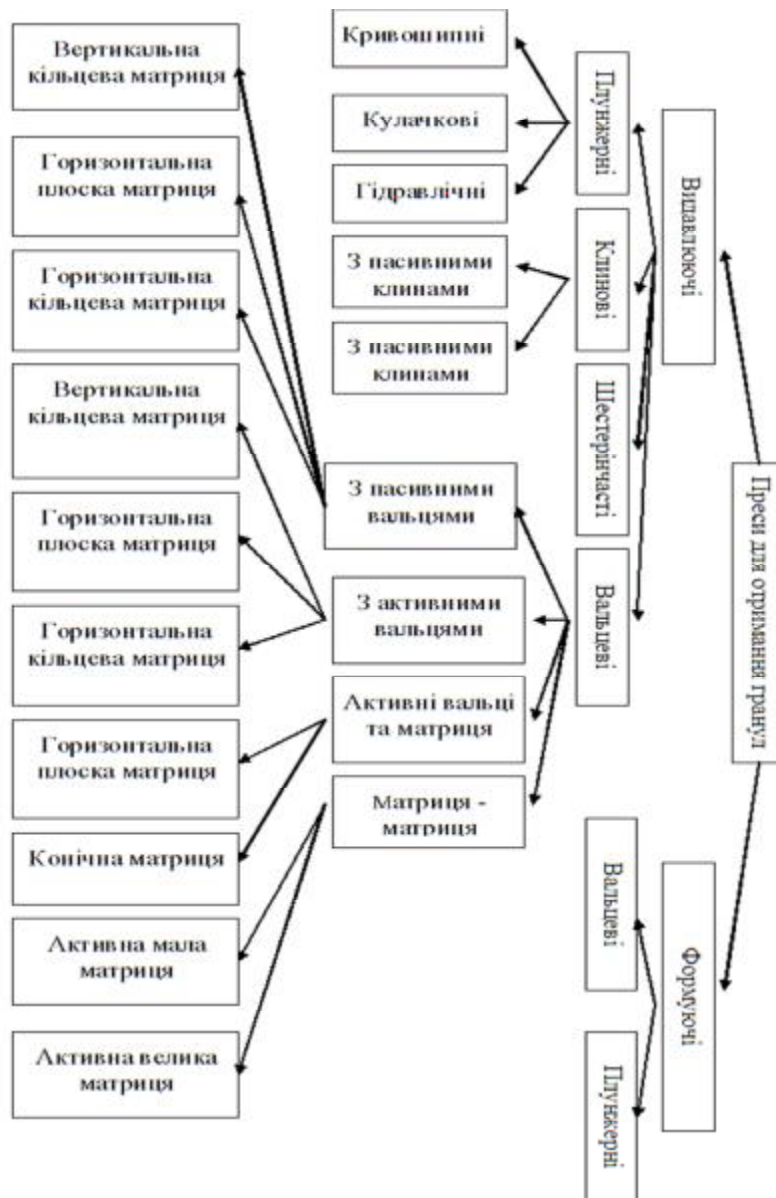 Преси для отримання гранул
Видавлюючі
Формуючі
Плунжерні
Клинові
Шестерінчасті
Вальцеві
Вальцеві
Плунжерні
Кривошипні
Кулачкові
Гідравлічні
З пасивними
клинами
З пасивними
клинами
З пасивними
вальцями
З активними
вальцями
Активні вальці
та матриця
Матриця -
матриця
Вертикальна
кільцева матриця
Горизонтальна
плоска матриця
Горизонтальна
кільцева матриця
Вертикальна
кільцева матриця
Горизонтальна
плоска матриця
Горизонтальна
кільцева матриця
Горизонтальна
плоска матриця
Конічна матриця
Активна мала
матриця
Активна велика
матриця